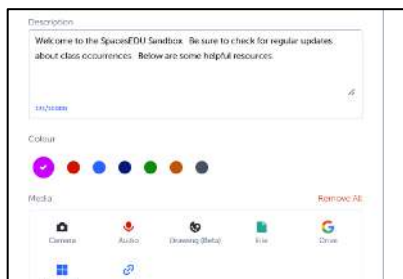 Description
Welcome to the SpacesEDU Sandbox. Be sure to check for regular updates
about class occurrences. Below are some helpful resources.
Colour
Media Remove All
Camera Audio Drawing (Beta) File Drive